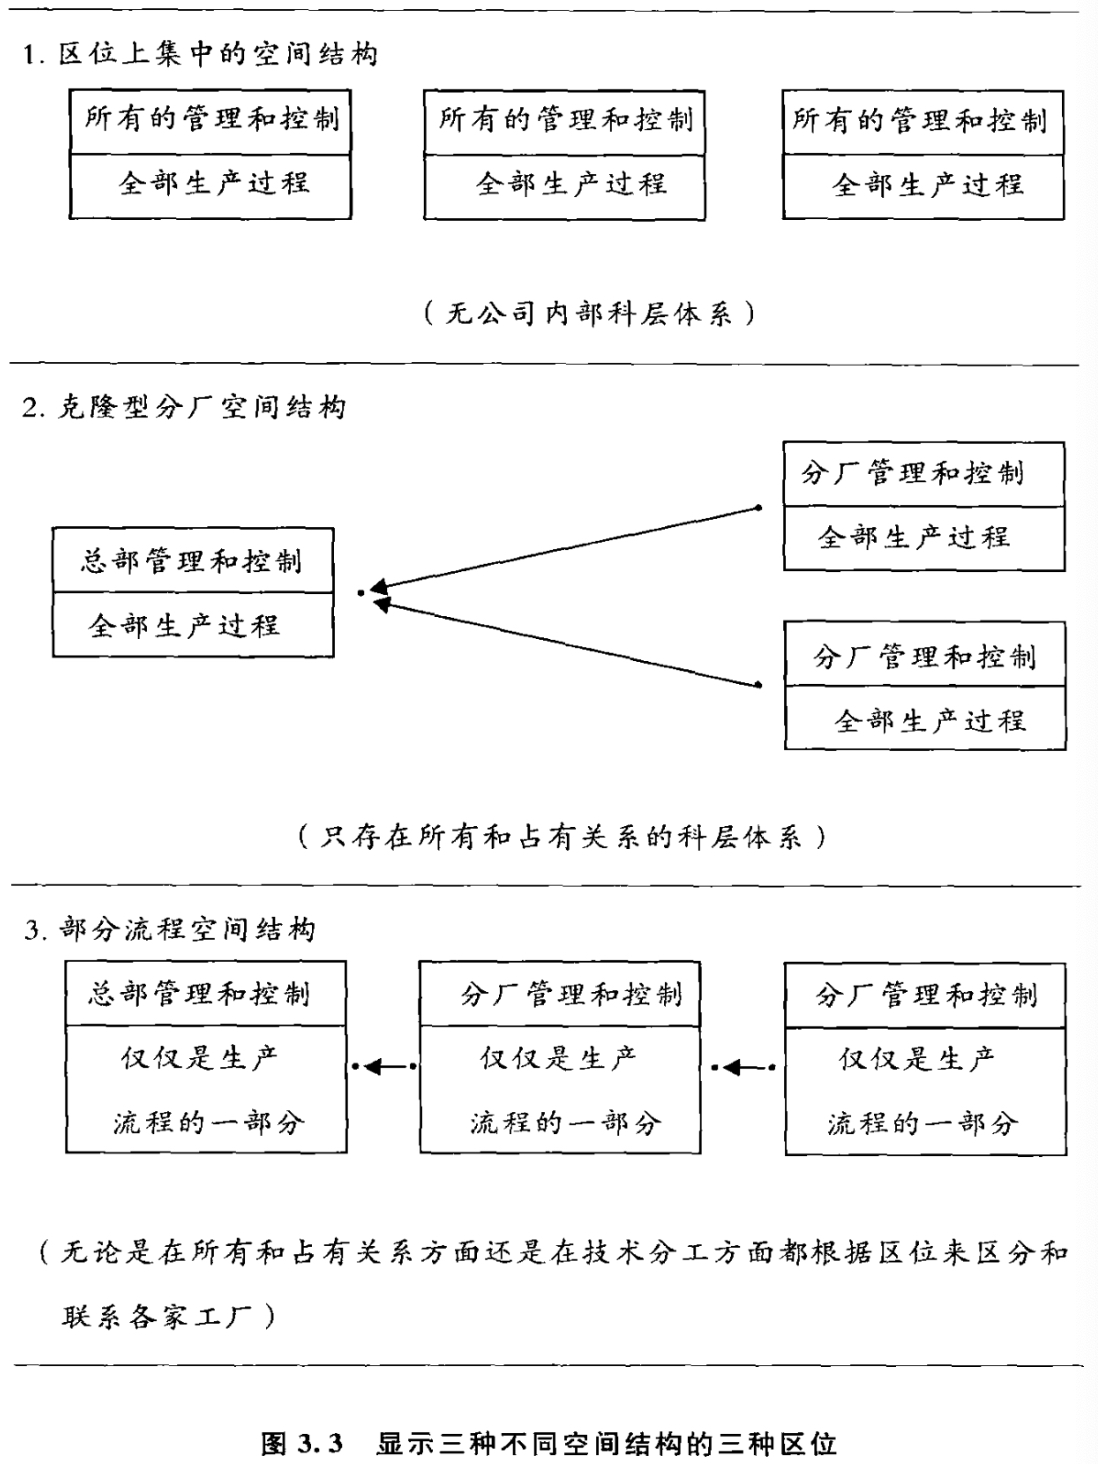 1. 区位上集中的空间结构
所有的管理和控制 所有的管理和控制 所有的管理和控制
全部生产过程 全部生产过程 全部生产过程
（无公司内部科层体系）
2. 克隆型分厂空间结构
分厂管理和控制
全部生产过程
总部管理和控制
全部生产过程
分厂管理和控制
全部生产过程
（只存在所有和占有关系的科层体系）
3. 部分流程空间结构
总部管理和控制 分厂管理和控制 分厂管理和控制
仅仅是生产 仅仅是生产 仅仅是生产
流程的一部分 流程的一部分 流程的一部分
（无论是在所有和占有关系方面还是在技术分工方面都根据区位来区分和
联系各家工厂）
图 3.3 显示三种不同空间结构的三种区位